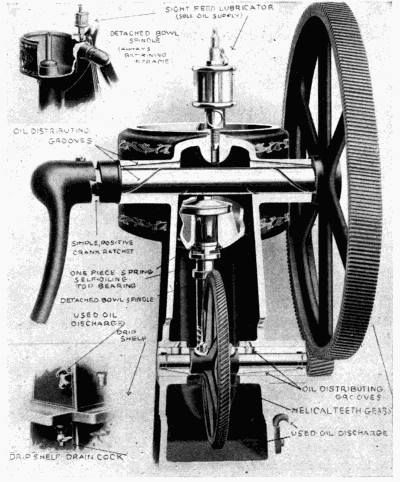 SIGHT FEED LUBRICATOR
(SOLE OIL SUPPLY)
DETACHED BOWL
SPINDLE
(ALWAYS
REMAINING
IN FRAME)
OIL DISTRIBUTING
GROOVES
SIMPLE, POSITIVE
CRANK RATCHET
ONE PIECE SPRING
SELF-OILING
TOP BEARING
DETACHED BOWL SPINDLE
USED OIL
DISCHARGE
DRIP
SHELF
OIL DISTRIBUTING
GROOVES
HELICAL TEETH GEARS
USED OIL DISCHARGE
DRIP SHELF DRAIN COCK